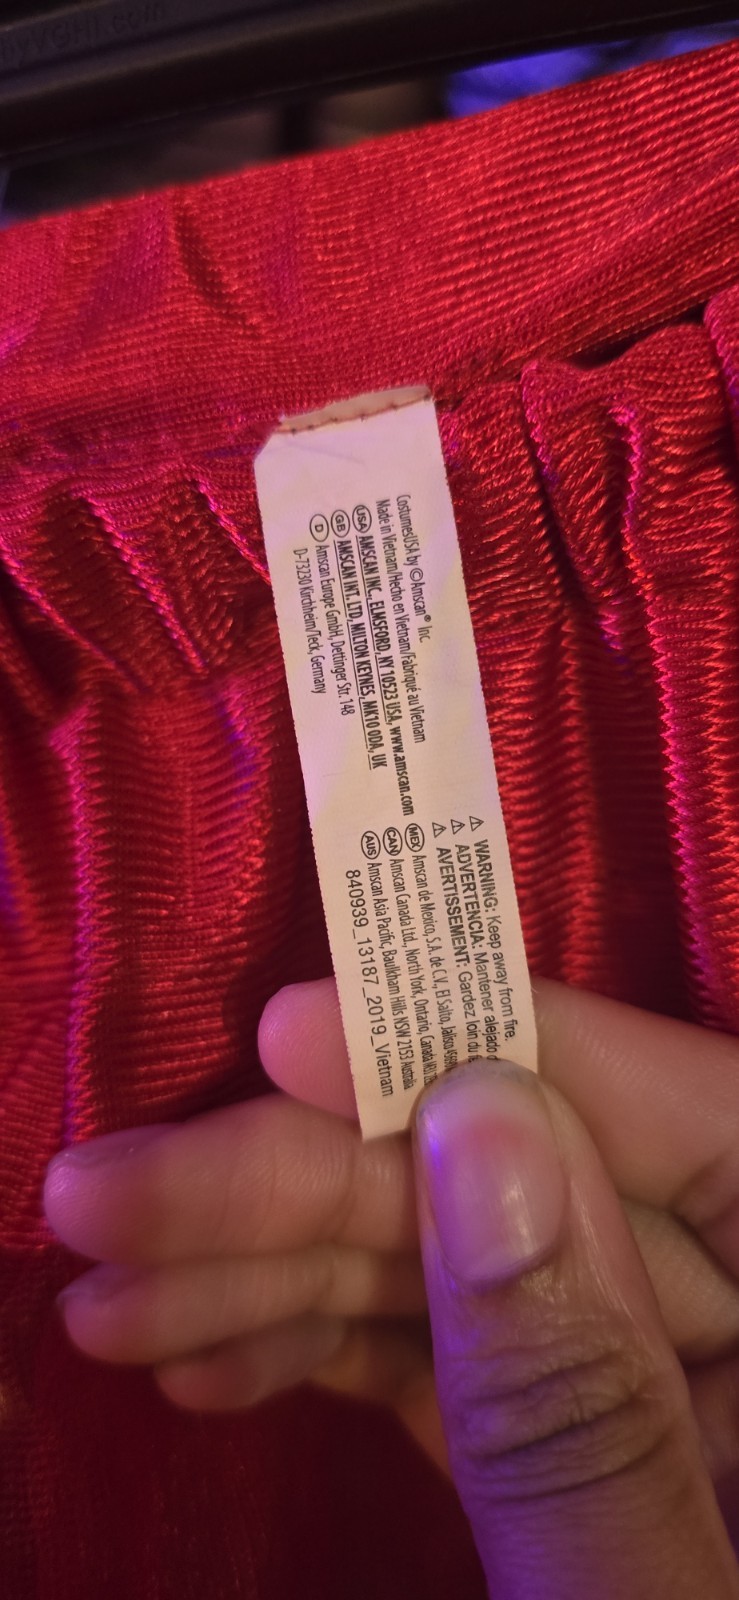 CostumesUSA by ©Amscan® Inc
Made in Vietnam/Hecho en Vietnam/Fabriqué au Vietnam
USA AMSCAN INC., ELMSFORD, NY 10523 USA, www.amscan.com
GB AMSCAN INT. LTD, MILTON KEYNES, MK10 0DA, UK
D Amscan Europe GmbH, Dettinger Str. 148
D-73230 Kirchheim/Teck, Germany
⚠ WARNING: Keep away from fire.
⚠ ADVERTENCIA: Mantener alejado
⚠ AVERTISSEMENT: Gardez loin du
MEX Amscan de Mexico, S.A. de C.V., El Salto, Jalisco
CAN Amscan Canada Ltd., North York, Ontario, Canada
AUS Amscan Asia Pacific, Baulkham Hills NSW 2153 Australia
840939_13187_2019_Vietnam